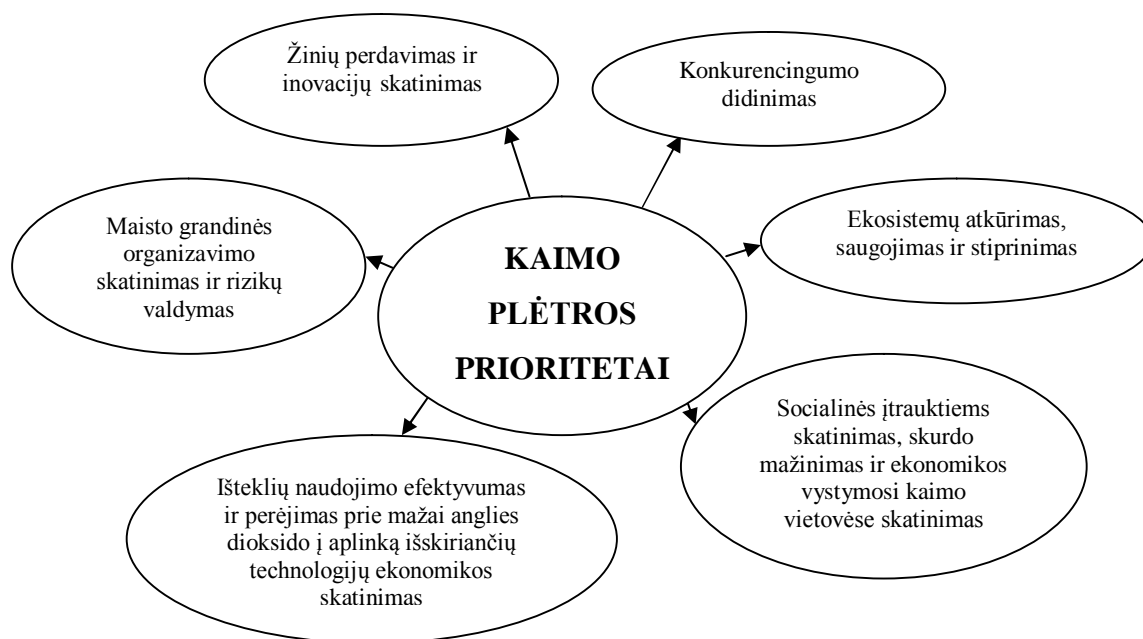 Žinių perdavimas ir
inovacijų skatinimas
Konkurencingumo
didinimas
Maisto grandinės
organizavimo
skatinimas ir rizikų
valdymas
KAIMO
PLĖTROS
PRIORITETAI
Ekosistemų atkūrimas,
saugojimas ir stiprinimas
Išteklių naudojimo efektyvumas
ir perėjimas prie mažai anglies
dioksido į aplinką išskiriančių
technologijų ekonomikos
skatinimas
Socialinės įtrauktiems
skatinimas, skurdo
mažinimas ir ekonomikos
vystymosi kaimo
vietovėse skatinimas